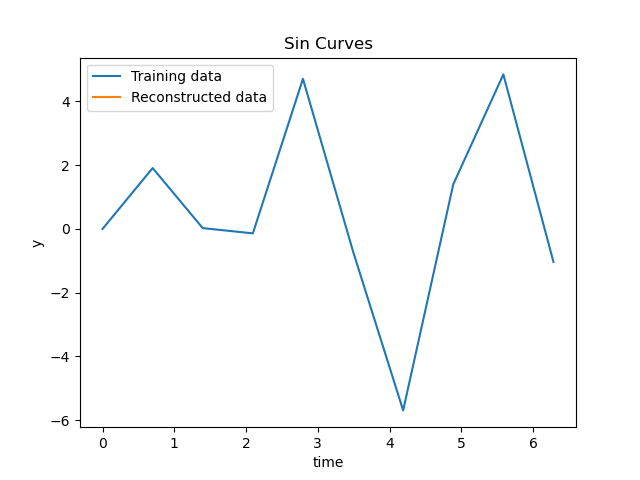 Sin Curves
Training data
Reconstructed data
4
2
0
−2
−4
−6
y
0 1 2 3 4 5 6
time